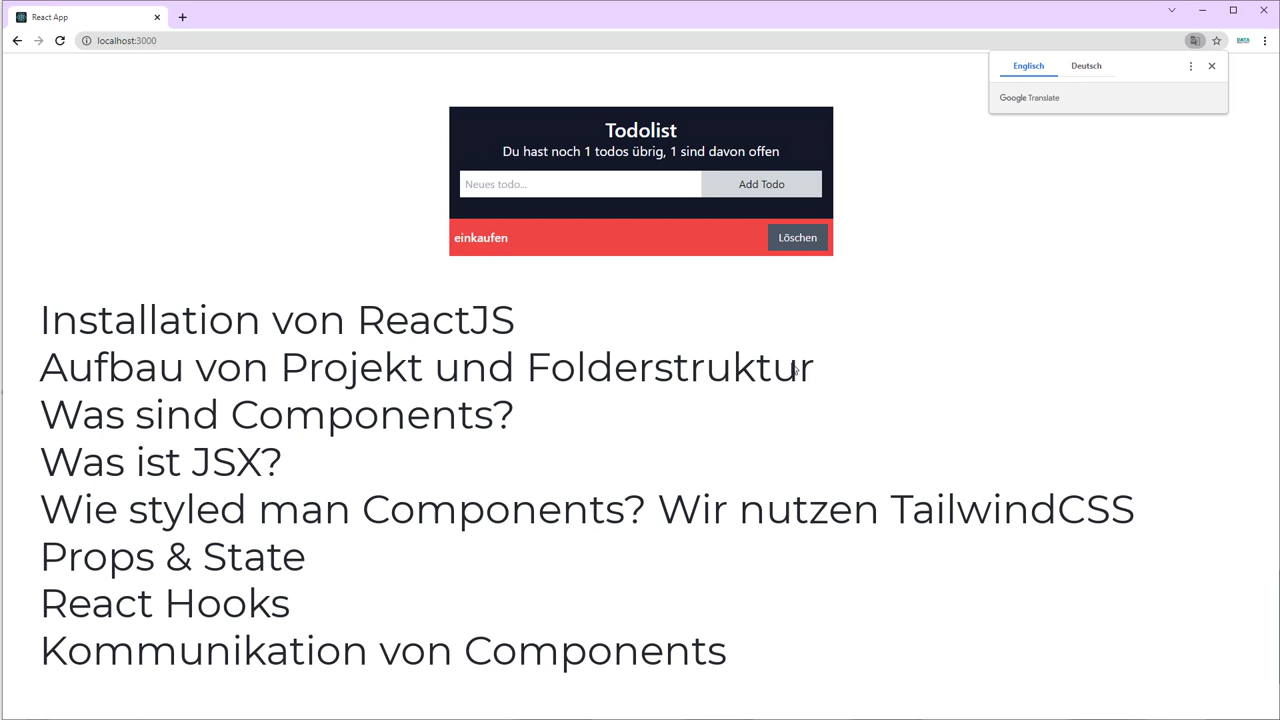 React App
localhost:3000
DATA
Englisch
Deutsch
Google Translate
Todolist
Du hast noch 1 todos übrig, 1 sind davon offen
Neues todo...
Add Todo
einkaufen
Löschen
Installation von ReactJS
Aufbau von Projekt und Folderstruktur
Was sind Components?
Was ist JSX?
Wie styled man Components? Wir nutzen TailwindCSS
Props & State
React Hooks
Kommunikation von Components